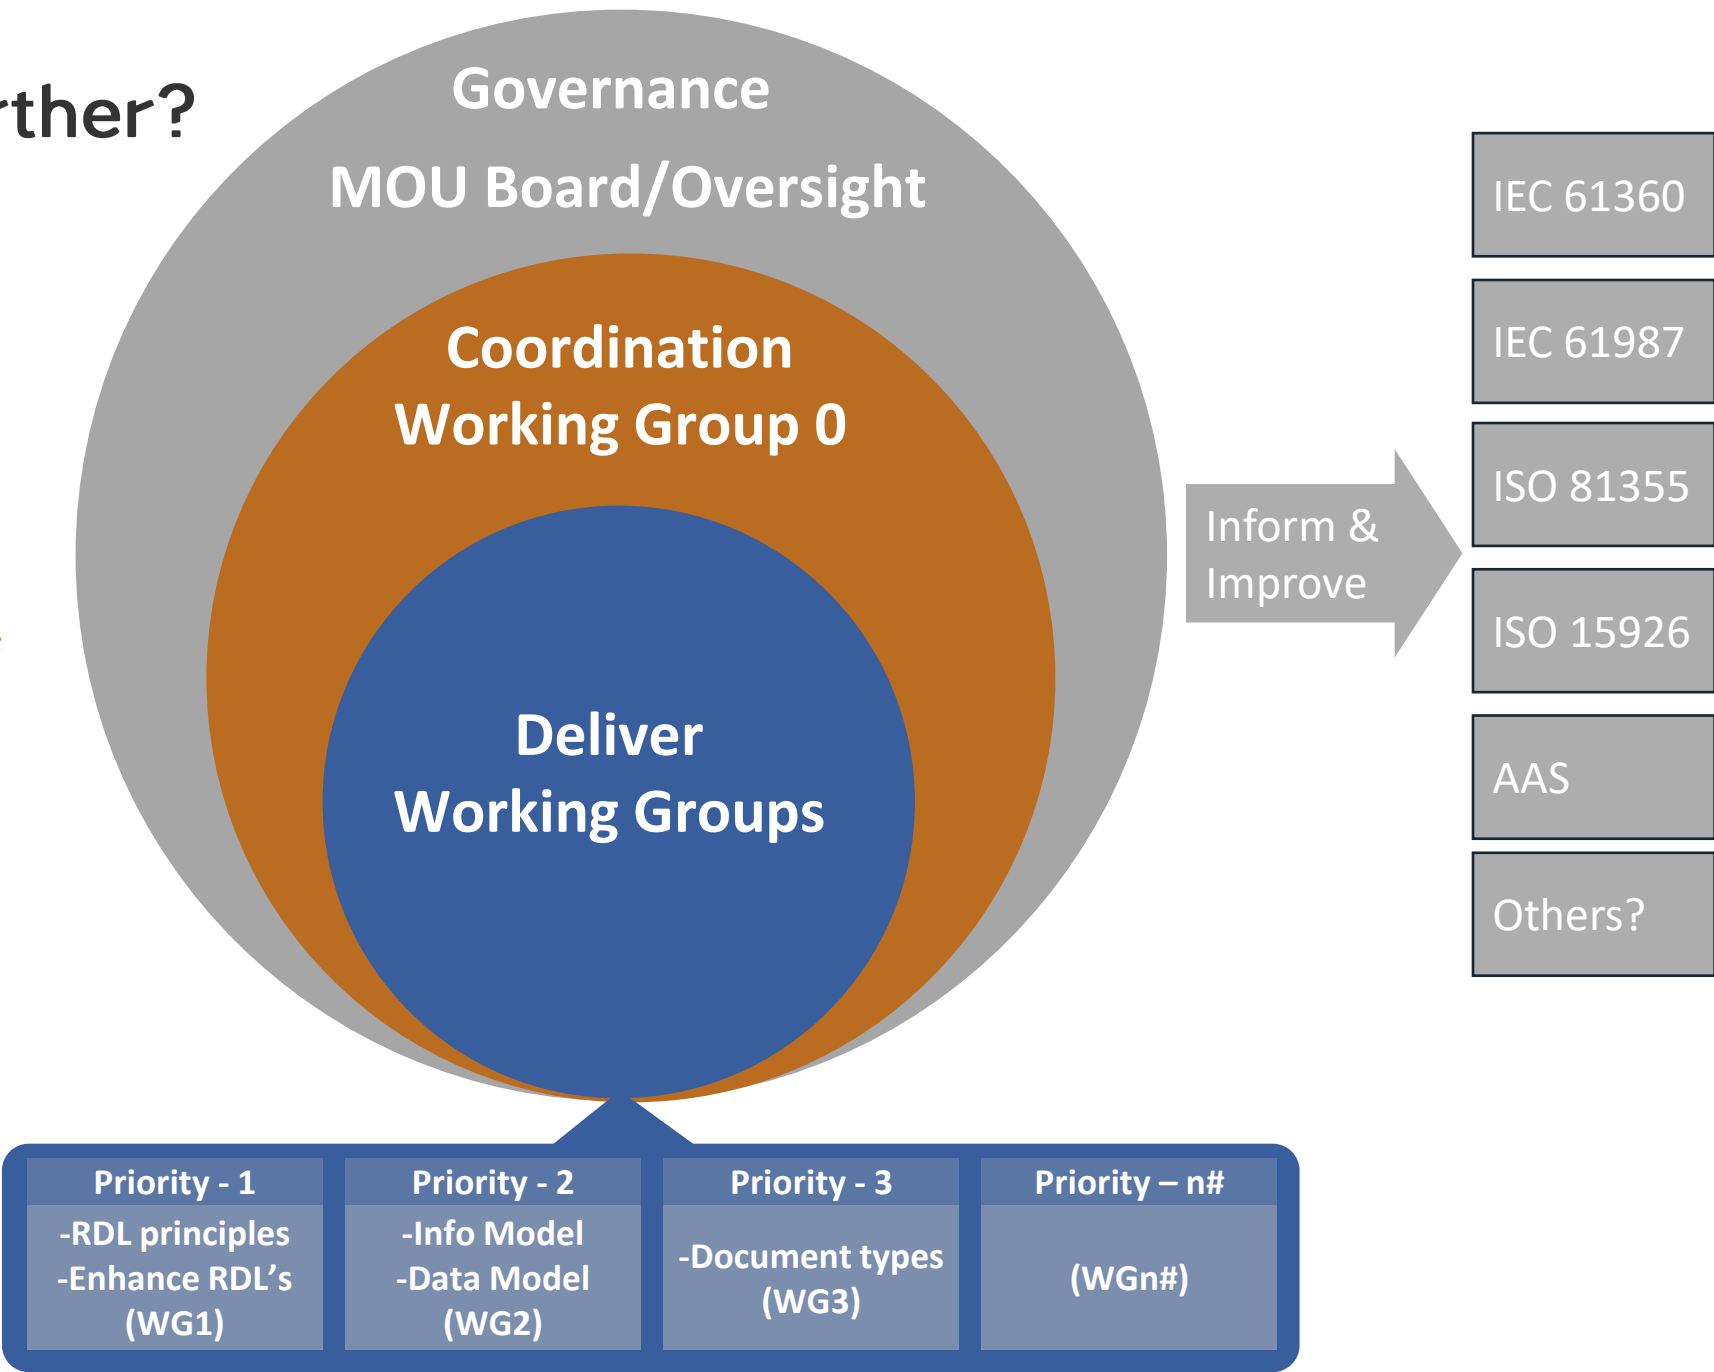 rther?
Governance
MOU Board/Oversight
Coordination
Working Group 0
Deliver
Working Groups
Inform &
Improve
IEC 61360
IEC 61987
ISO 81355
ISO 15926
AAS
Others?
Priority - 1
-RDL principles
-Enhance RDL’s
(WG1)
Priority - 2
-Info Model
-Data Model
(WG2)
Priority - 3
-Document types
(WG3)
Priority – n#
(WGn#)